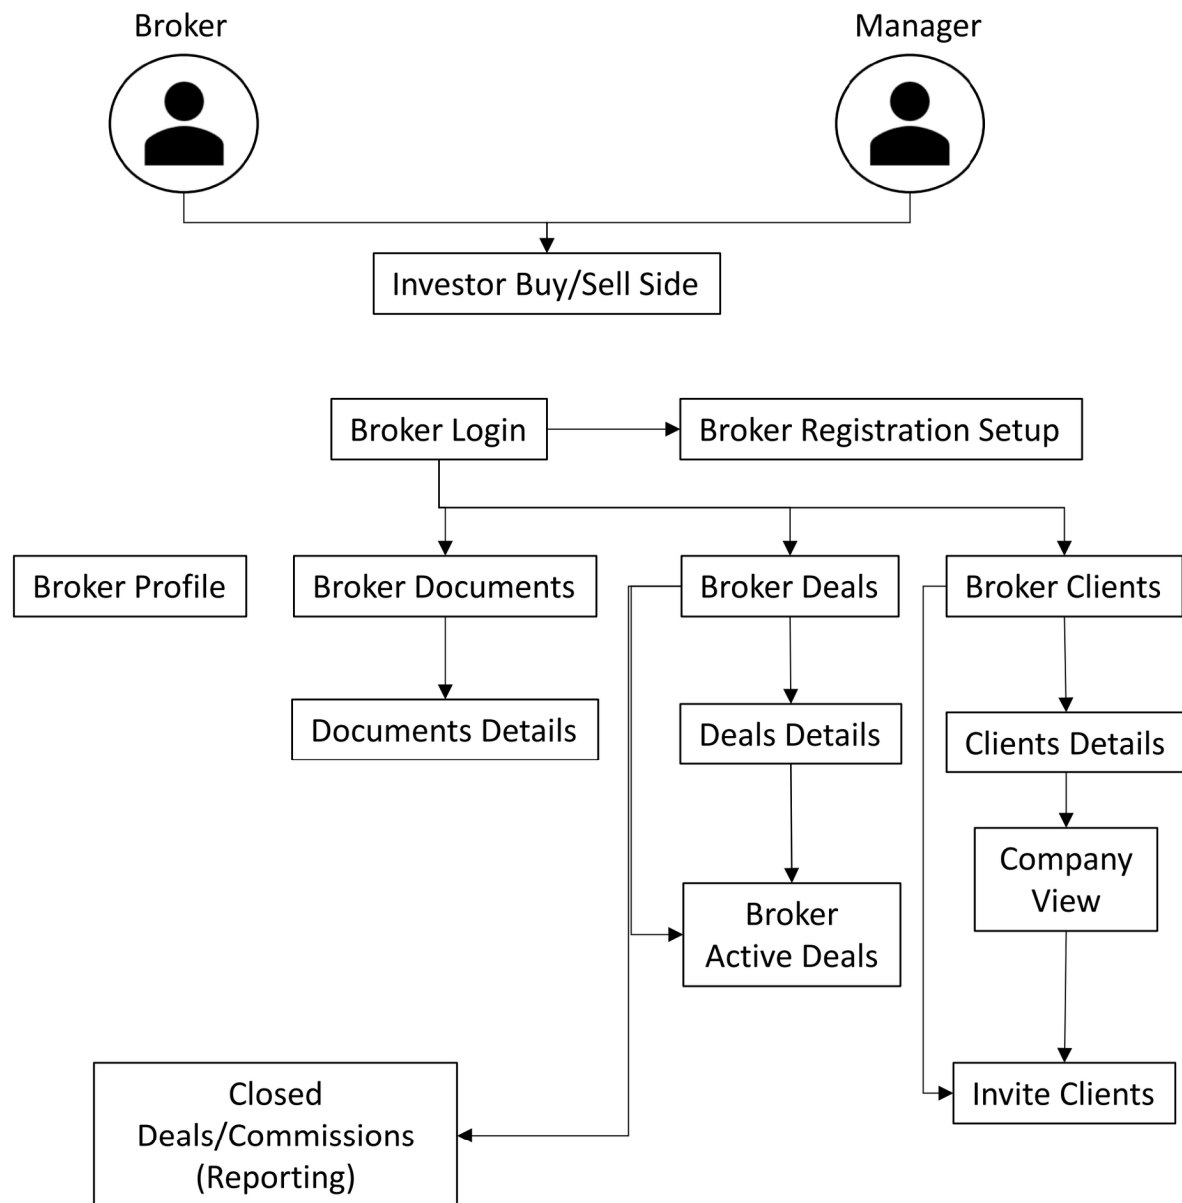 Broker
Manager
Investor Buy/Sell Side
Broker Login
Broker Registration Setup
Broker Profile
Broker Documents
Broker Deals
Broker Clients
Documents Details
Deals Details
Clients Details
Company
View
Broker
Active Deals
Closed
Deals/Commissions
(Reporting)
Invite Clients